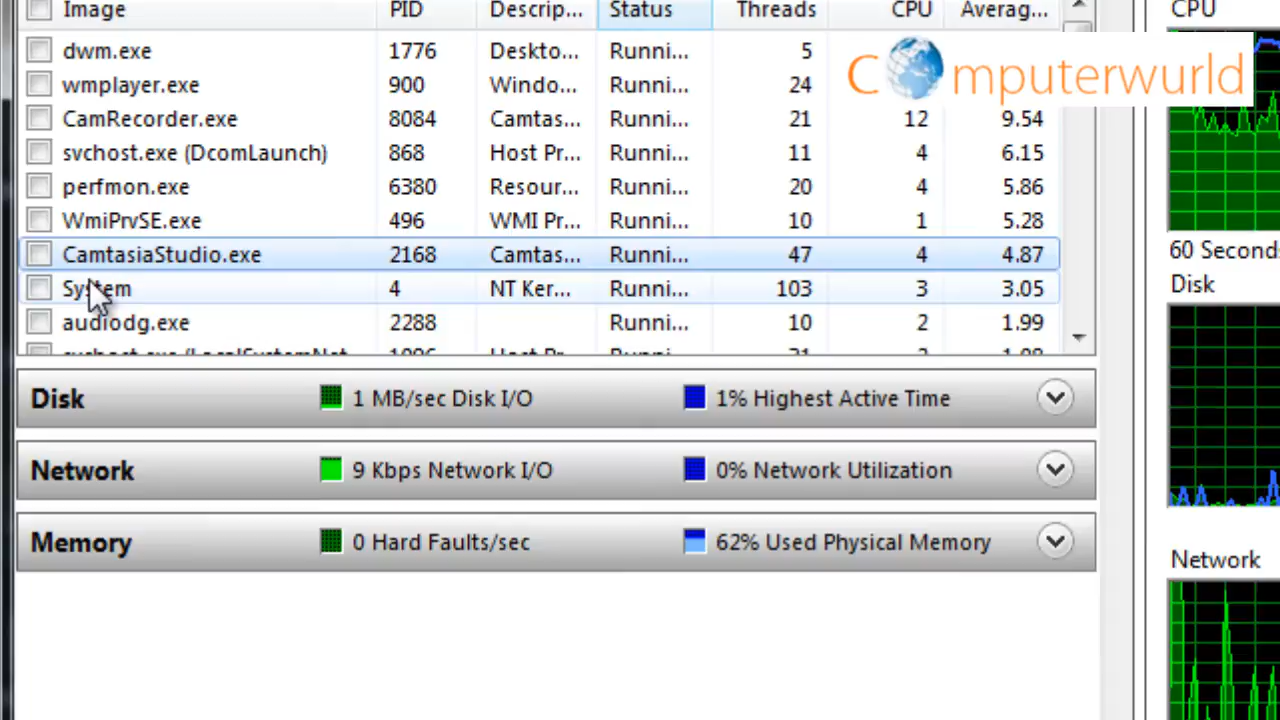 Image PID Descrip... Status Threads CPU Averag...
dwm.exe 1776 Deskto... Runni... 5
wmplayer.exe 900 Windo... Runni... 24
CamRecorder.exe 8084 Camtas... Runni... 21 12 9.54
svchost.exe (DcomLaunch) 868 Host Pr... Runni... 11 4 6.15
perfmon.exe 6380 Resour... Runni... 20 4 5.86
WmiPrvSE.exe 496 WMI Pr... Runni... 10 1 5.28
CamtasiaStudio.exe 2168 Camtas... Runni... 47 4 4.87
System 4 NT Ker... Runni... 103 3 3.05
audiodg.exe 2288 Runni... 10 2 1.99
Disk 1 MB/sec Disk I/O 1% Highest Active Time
Network 9 Kbps Network I/O 0% Network Utilization
Memory 0 Hard Faults/sec 62% Used Physical Memory
C mputerwurld
CPU
60 Seconds
Disk
Network